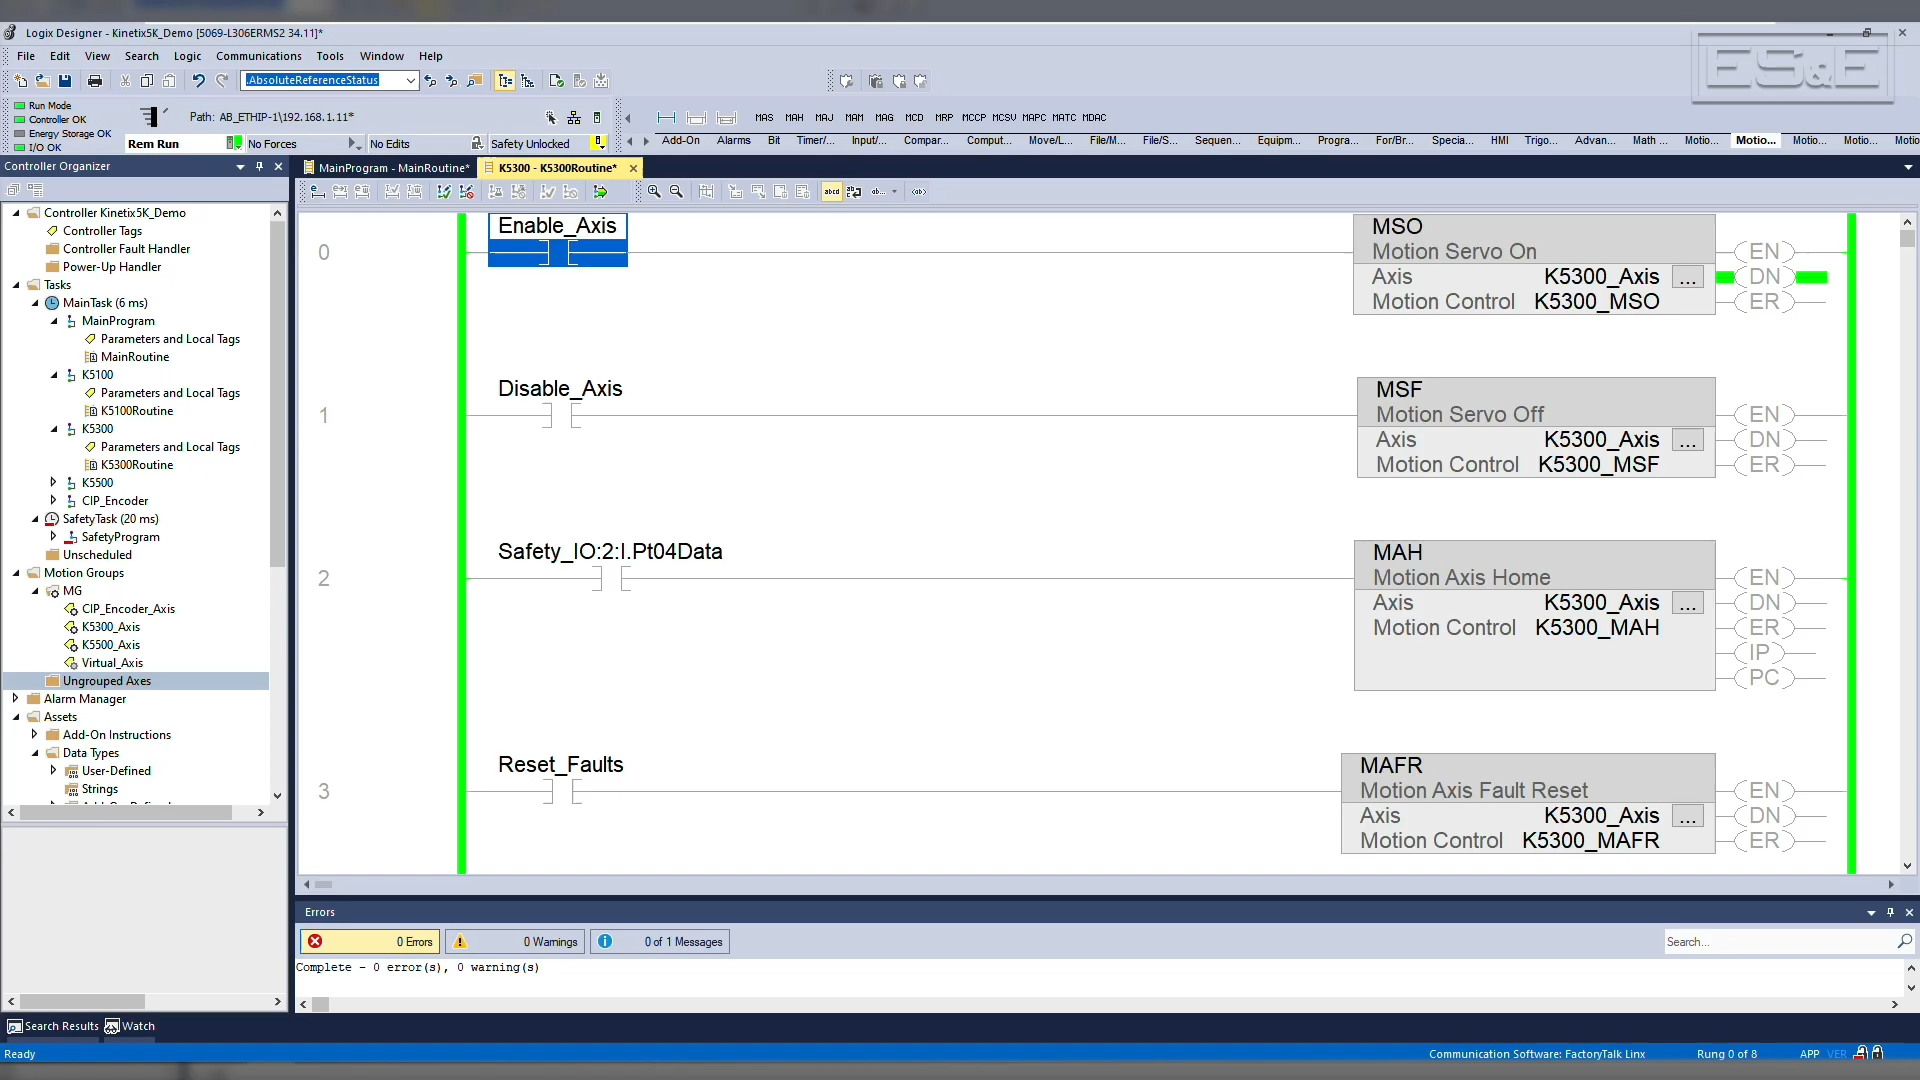 Logix Designer - Kinetix5K_Demo [5069-L306ERMS2 34.11]*
File Edit View Search Logic Communications Tools Window Help
ES&E
.AbsoluteReferenceStatus
Run Mode
Controller OK
Energy Storage OK
I/O OK
Path: AB_ETHIP-1\192.168.1.11*
Rem Run No Forces No Edits Safety Unlocked
MAS MAH MAJ MAM MAG MCD MRP MCCP MCSV MAPC MATC MDAC
Add-On Alarms Bit Timer/... Input/... Compar... Comput... Move/L... File/M... File/S... Sequen... Equipm... Progra... For/Br... Specia... HMI Trigo... Advan... Math ... Motio... Motio... Motio... Motio... Motio
Controller Organizer
MainProgram - MainRoutine*
K5300 - K5300Routine*
Controller Kinetix5K_Demo
Controller Tags
Controller Fault Handler
Power-Up Handler
Tasks
MainTask (6 ms)
MainProgram
Parameters and Local Tags
MainRoutine
K5100
Parameters and Local Tags
K5100Routine
K5300
Parameters and Local Tags
K5300Routine
K5500
CIP_Encoder
SafetyTask (20 ms)
SafetyProgram
Unscheduled
Motion Groups
MG
CIP_Encoder_Axis
K5300_Axis
K5500_Axis
Virtual_Axis
Ungrouped Axes
Alarm Manager
Assets
Add-On Instructions
Data Types
User-Defined
Strings
0
Enable_Axis
MSO
Motion Servo On
Axis K5300_Axis ...
Motion Control K5300_MSO
EN
DN
ER
1
Disable_Axis
MSF
Motion Servo Off
Axis K5300_Axis ...
Motion Control K5300_MSF
EN
DN
ER
2
Safety_IO:2:I.Pt04Data
MAH
Motion Axis Home
Axis K5300_Axis ...
Motion Control K5300_MAH
EN
DN
ER
IP
PC
3
Reset_Faults
MAFR
Motion Axis Fault Reset
Axis K5300_Axis ...
Motion Control K5300_MAFR
EN
DN
ER
Errors
0 Errors
0 Warnings
0 of 1 Messages
Search...
Complete - 0 error(s), 0 warning(s)
Search Results Watch
Ready
Communication Software: FactoryTalk Linx
Rung 0 of 8
APP VER